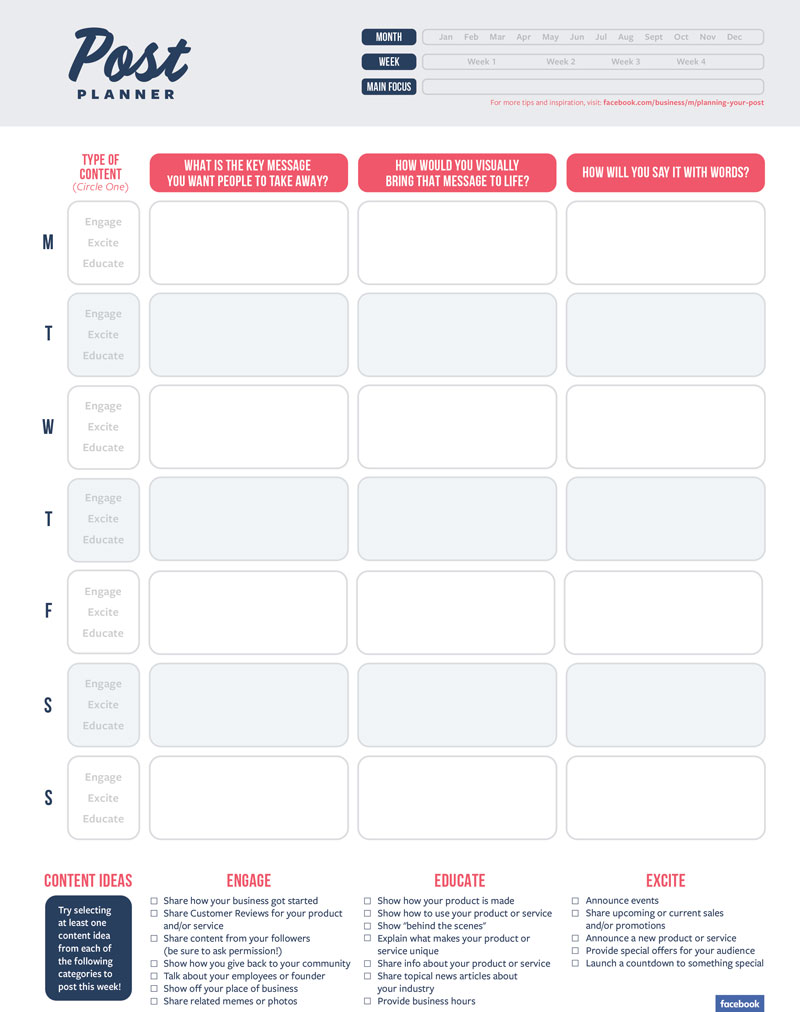 Post
PLANNER
MONTH
Jan Feb Mar Apr May Jun Jul Aug Sept Oct Nov Dec
WEEK
Week 1 Week 2 Week 3 Week 4
MAIN FOCUS
For more tips and inspiration, visit: facebook.com/business/m/planning-your-post
TYPE OF
CONTENT
(Circle One)
WHAT IS THE KEY MESSAGE
YOU WANT PEOPLE TO TAKE AWAY?
HOW WOULD YOU VISUALLY
BRING THAT MESSAGE TO LIFE?
HOW WILL YOU SAY IT WITH WORDS?
M
Engage
Excite
Educate
T
Engage
Excite
Educate
W
Engage
Excite
Educate
T
Engage
Excite
Educate
F
Engage
Excite
Educate
S
Engage
Excite
Educate
S
Engage
Excite
Educate
CONTENT IDEAS
Try selecting
at least one
content idea
from each of
the following
categories to
post this week!
ENGAGE
Share how your business got started
Share Customer Reviews for your product
and/or service
Share content from your followers
(be sure to ask permission!)
Show how you give back to your community
Talk about your employees or founder
Show off your place of business
Share related memes or photos
EDUCATE
Show how your product is made
Show how to use your product or service
Show "behind the scenes"
Explain what makes your product or
service unique
Share info about your product or service
Share topical news articles about
your industry
Provide business hours
EXCITE
Announce events
Share upcoming or current sales
and/or promotions
Announce a new product or service
Provide special offers for your audience
Launch a countdown to something special
facebook